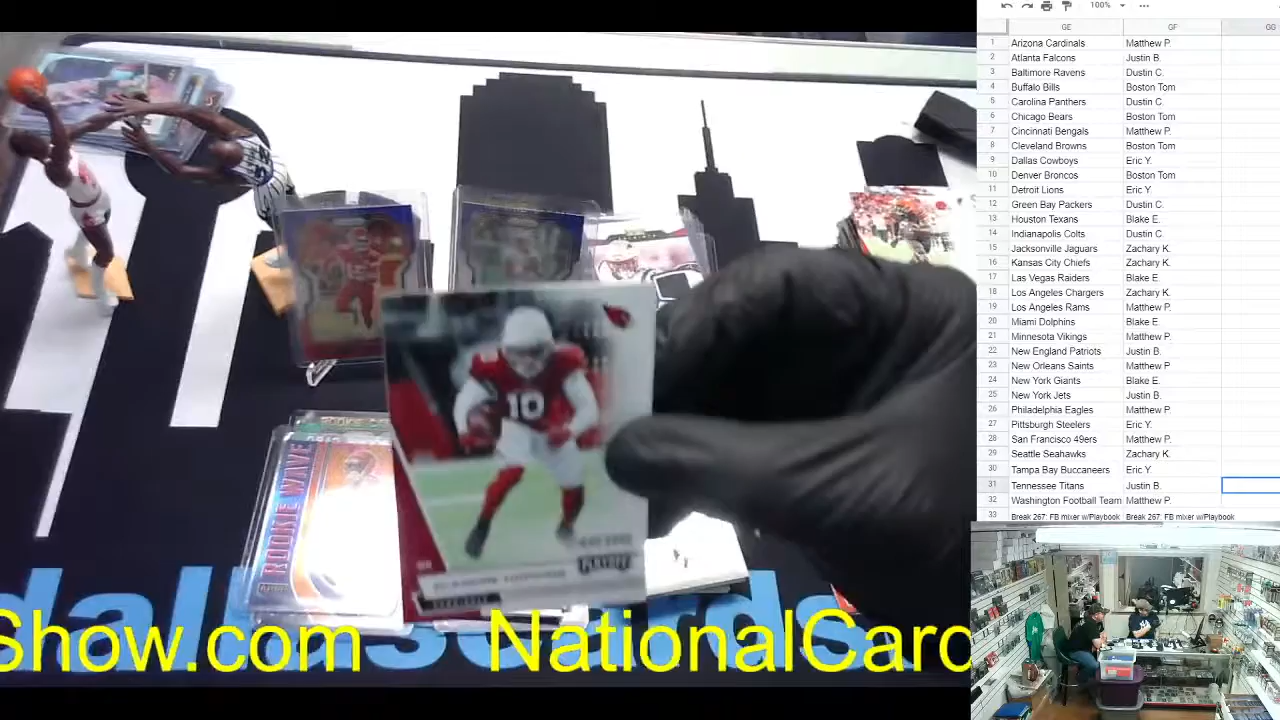 100%
GE GF GG
1 Arizona Cardinals Matthew P.
2 Atlanta Falcons Justin B.
3 Baltimore Ravens Dustin C.
4 Buffalo Bills Boston Tom
5 Carolina Panthers Dustin C.
6 Chicago Bears Boston Tom
7 Cincinnati Bengals Matthew P.
8 Cleveland Browns Boston Tom
9 Dallas Cowboys Eric Y.
10 Denver Broncos Boston Tom
11 Detroit Lions Eric Y.
12 Green Bay Packers Dustin C.
13 Houston Texans Blake E.
14 Indianapolis Colts Dustin C.
15 Jacksonville Jaguars Zachary K.
16 Kansas City Chiefs Zachary K.
17 Las Vegas Raiders Blake E.
18 Los Angeles Chargers Zachary K.
19 Los Angeles Rams Matthew P.
20 Miami Dolphins Blake E.
21 Minnesota Vikings Matthew P.
22 New England Patriots Justin B.
23 New Orleans Saints Matthew P
24 New York Giants Blake E.
25 New York Jets Justin B.
26 Philadelphia Eagles Matthew P.
27 Pittsburgh Steelers Eric Y.
28 San Francisco 49ers Matthew P.
29 Seattle Seahawks Zachary K.
30 Tampa Bay Buccaneers Eric Y.
31 Tennessee Titans Justin B.
32 Washington Football Team Matthew P.
33 Break 267: FB mixer w/Playbook Break 267: FB mixer w/Playbook
10
PLAYOFF
ROOKIE WAVE
Show.com NationalCard